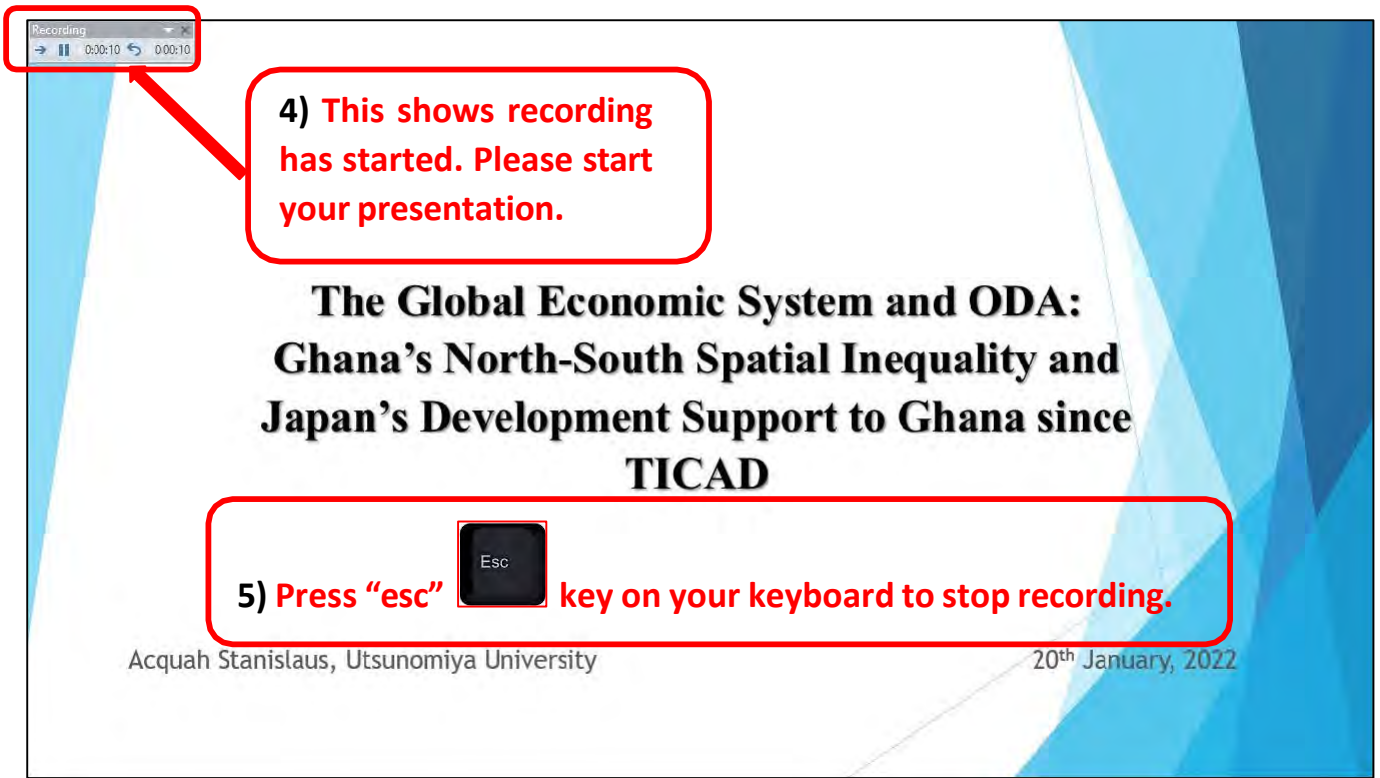 Recording
0:00:10 0:00:10
4) This shows recording
has started. Please start
your presentation.
The Global Economic System and ODA:
Ghana’s North-South Spatial Inequality and
Japan’s Development Support to Ghana since
TICAD
5) Press “esc” Esc key on your keyboard to stop recording.
Acquah Stanislaus, Utsunomiya University 20th January, 2022